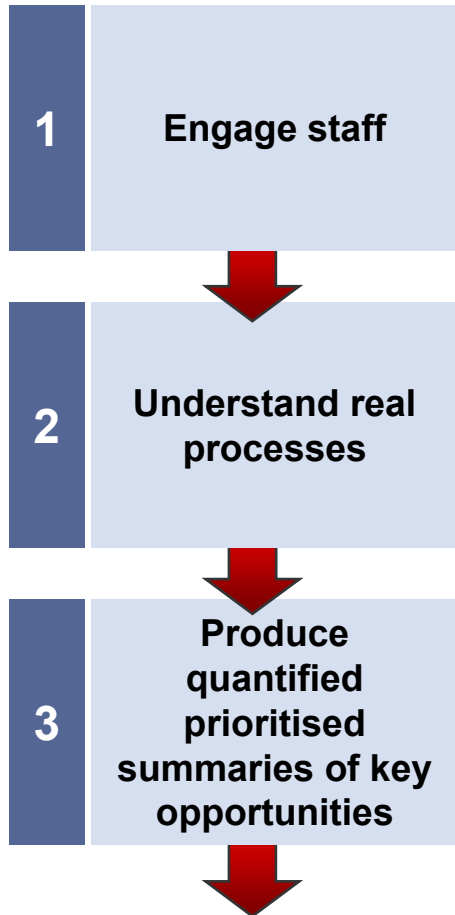 1
Engage staff
2
Understand real
processes
3
Produce
quantified
prioritised
summaries of key
opportunities